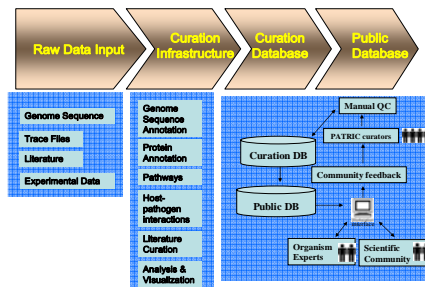 Raw Data Input
Curation
Infrastructure
Curation
Database
Public
Database
Genome Sequence
Trace Files
Literature
Experimental Data
Genome
Sequence
Annotation
Protein
Annotation
Pathways
Host-
pathogen
interactions
Literature
Curation
Analysis &
Visualization
Manual QC
PATRIC curators
Curation DB
Community feedback
Public DB
interface
Organism
Experts
Scientific
Community